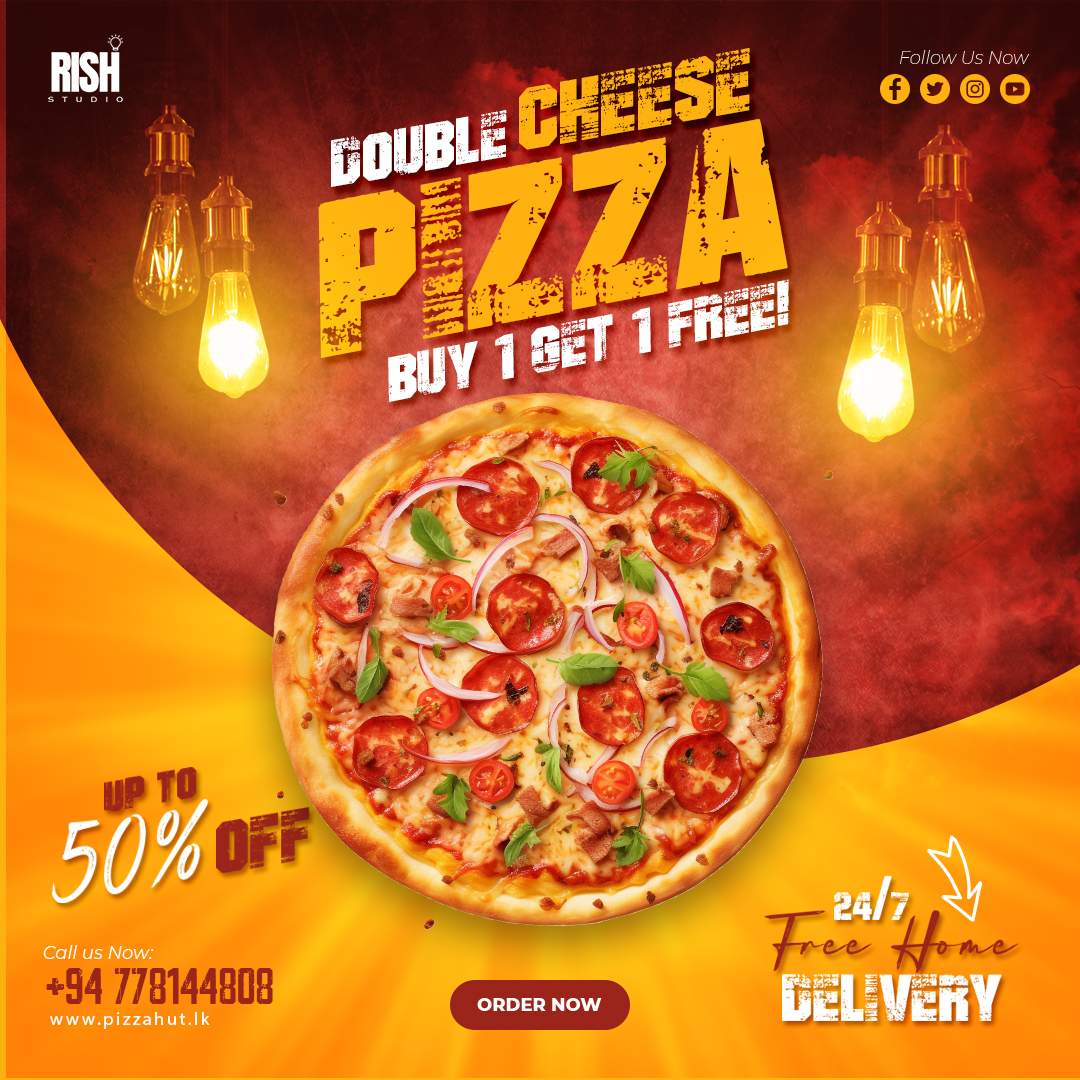 RISH
STUDIO
Follow Us Now
DOUBLE CHEESE
PIZZA
BUY 1 GET 1 FREE!
UP TO
50% OFF
Call us Now:
+94 778144808
www.pizzahut.lk
ORDER NOW
24/7
Free Home
DELIVERY